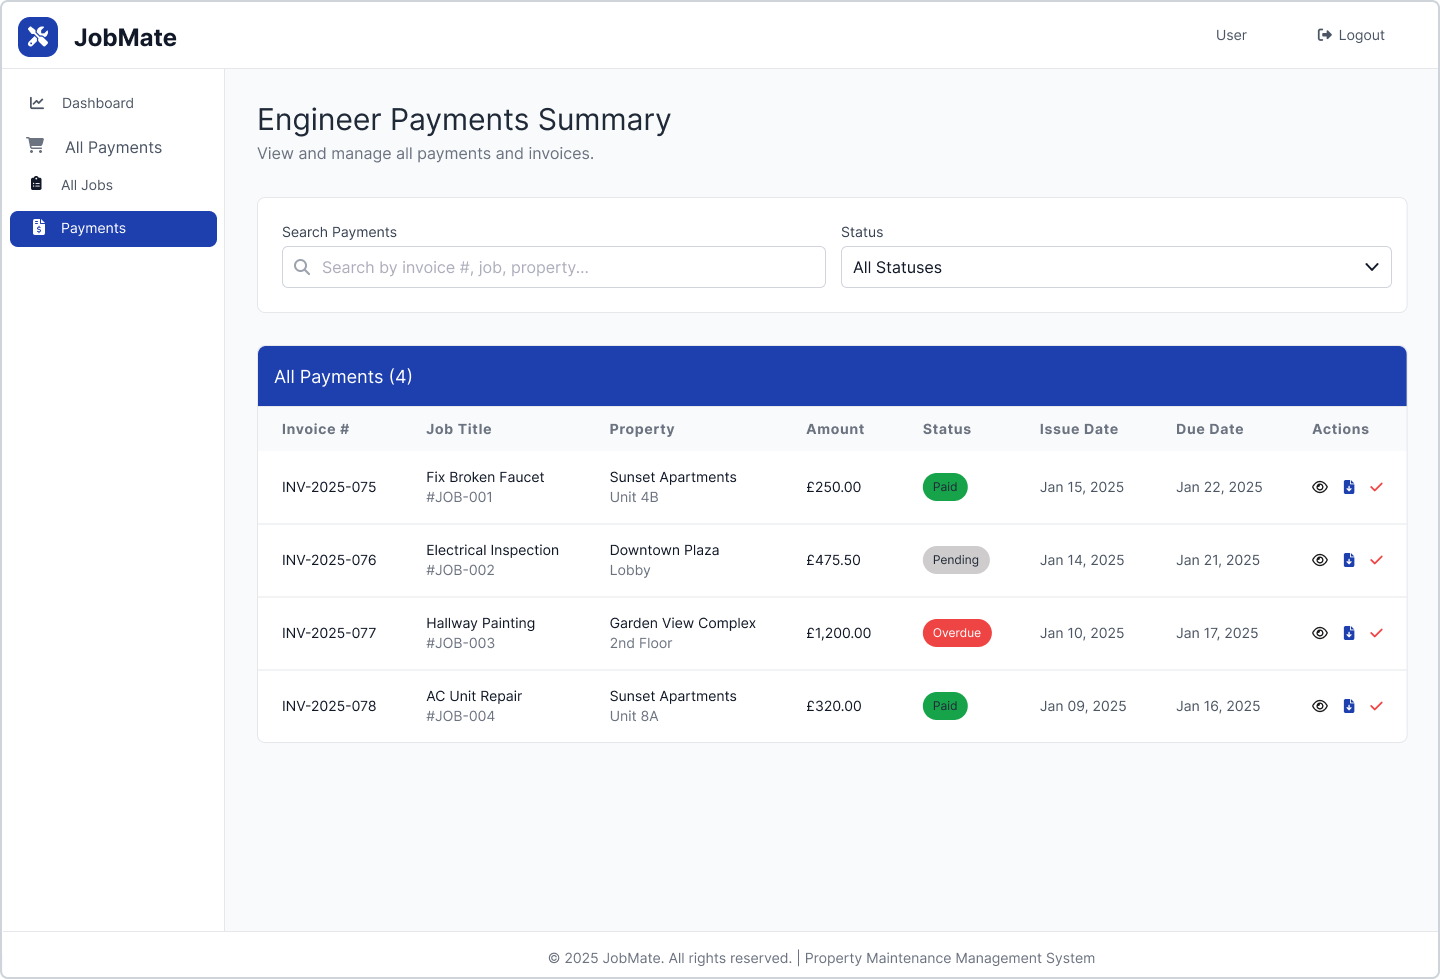 JobMate
User
Logout
Dashboard
All Payments
All Jobs
Payments
Engineer Payments Summary
View and manage all payments and invoices.
Search Payments
Status
Search by invoice #, job, property...
All Statuses
All Payments (4)
Invoice # Job Title Property Amount Status Issue Date Due Date Actions
INV-2025-075 Fix Broken Faucet Sunset Apartments £250.00 Paid Jan 15, 2025 Jan 22, 2025
#JOB-001 Unit 4B
INV-2025-076 Electrical Inspection Downtown Plaza £475.50 Pending Jan 14, 2025 Jan 21, 2025
#JOB-002 Lobby
INV-2025-077 Hallway Painting Garden View Complex £1,200.00 Overdue Jan 10, 2025 Jan 17, 2025
#JOB-003 2nd Floor
INV-2025-078 AC Unit Repair Sunset Apartments £320.00 Paid Jan 09, 2025 Jan 16, 2025
#JOB-004 Unit 8A
© 2025 JobMate. All rights reserved. | Property Maintenance Management System